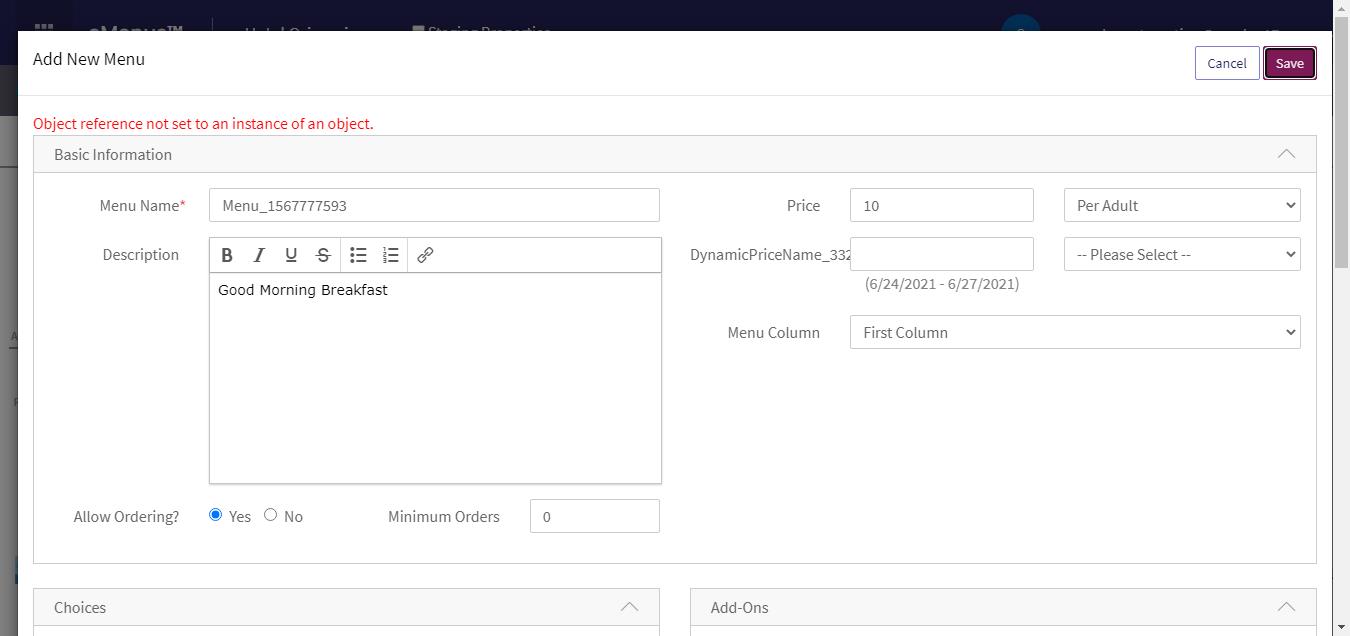 Add New Menu
Cancel
Save
Object reference not set to an instance of an object.
Basic Information
Menu Name*
Menu_1567777593
Price
10
Per Adult
Description
DynamicPriceName_332
-- Please Select --
Good Morning Breakfast
(6/24/2021 - 6/27/2021)
Menu Column
First Column
Allow Ordering?
Yes
No
Minimum Orders
0
Choices
Add-Ons